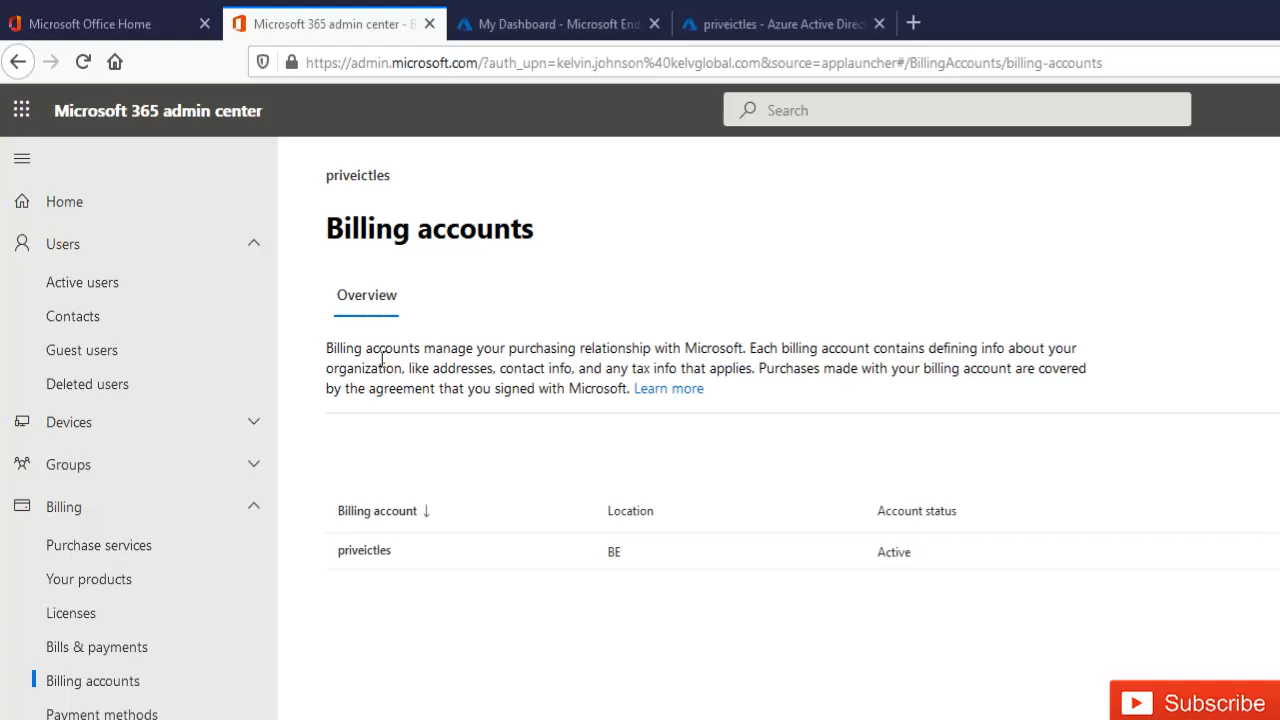 Microsoft Office Home
Microsoft 365 admin center -
My Dashboard - Microsoft End
priveictles - Azure Active Direc
https://admin.microsoft.com/?auth_upn=kelvin.johnson%40kelvglobal.com&source=applauncher#/BillingAccounts/billing-accounts
Microsoft 365 admin center
Search
priveictles
Home
Billing accounts
Users
Active users
Overview
Contacts
Guest users
Billing accounts manage your purchasing relationship with Microsoft. Each billing account contains defining info about your
organization, like addresses, contact info, and any tax info that applies. Purchases made with your billing account are covered
by the agreement that you signed with Microsoft. Learn more
Deleted users
Devices
Groups
Billing
Billing account ↓ Location Account status
Purchase services
priveictles BE Active
Your products
Licenses
Bills & payments
Billing accounts
Payment methods
Subscribe